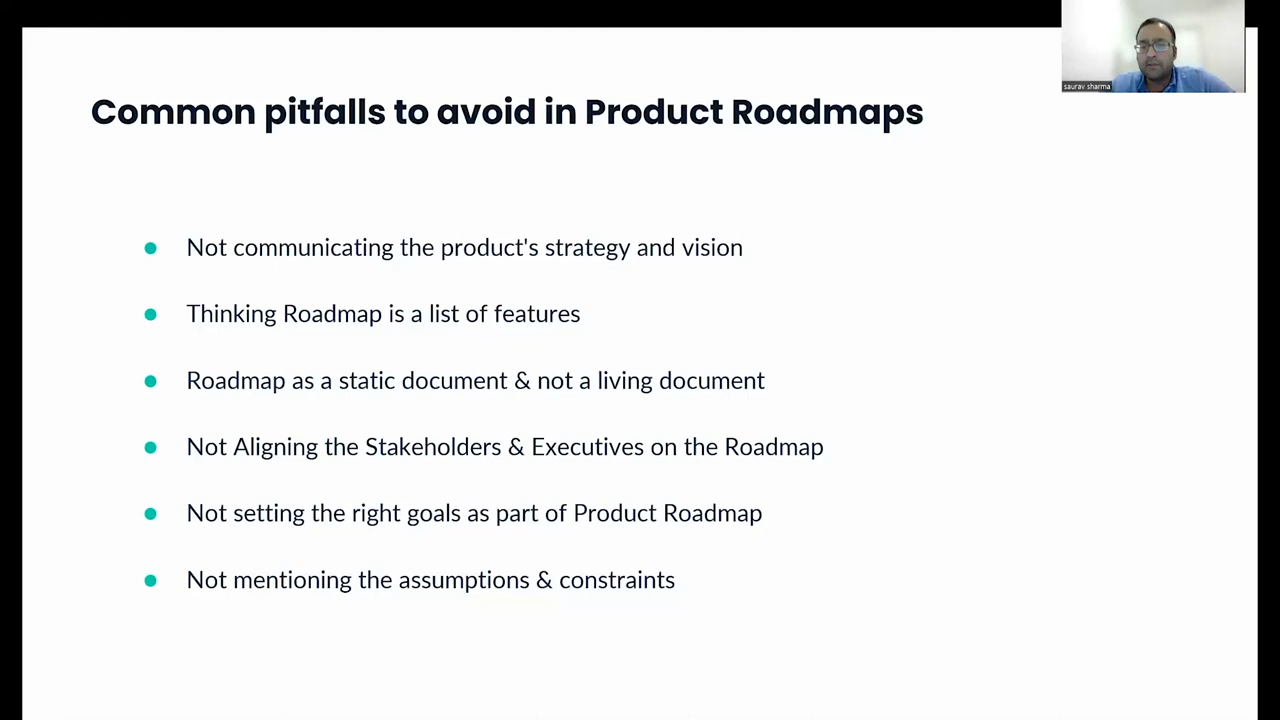 Common pitfalls to avoid in Product Roadmaps
saurav sharma
Not communicating the product's strategy and vision
Thinking Roadmap is a list of features
Roadmap as a static document & not a living document
Not Aligning the Stakeholders & Executives on the Roadmap
Not setting the right goals as part of Product Roadmap
Not mentioning the assumptions & constraints